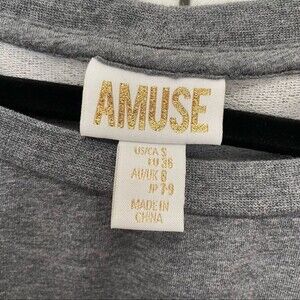 AMUSE
US/CA S
EU 36
AU/UK 8
JP 7-9
MADE IN
CHINA